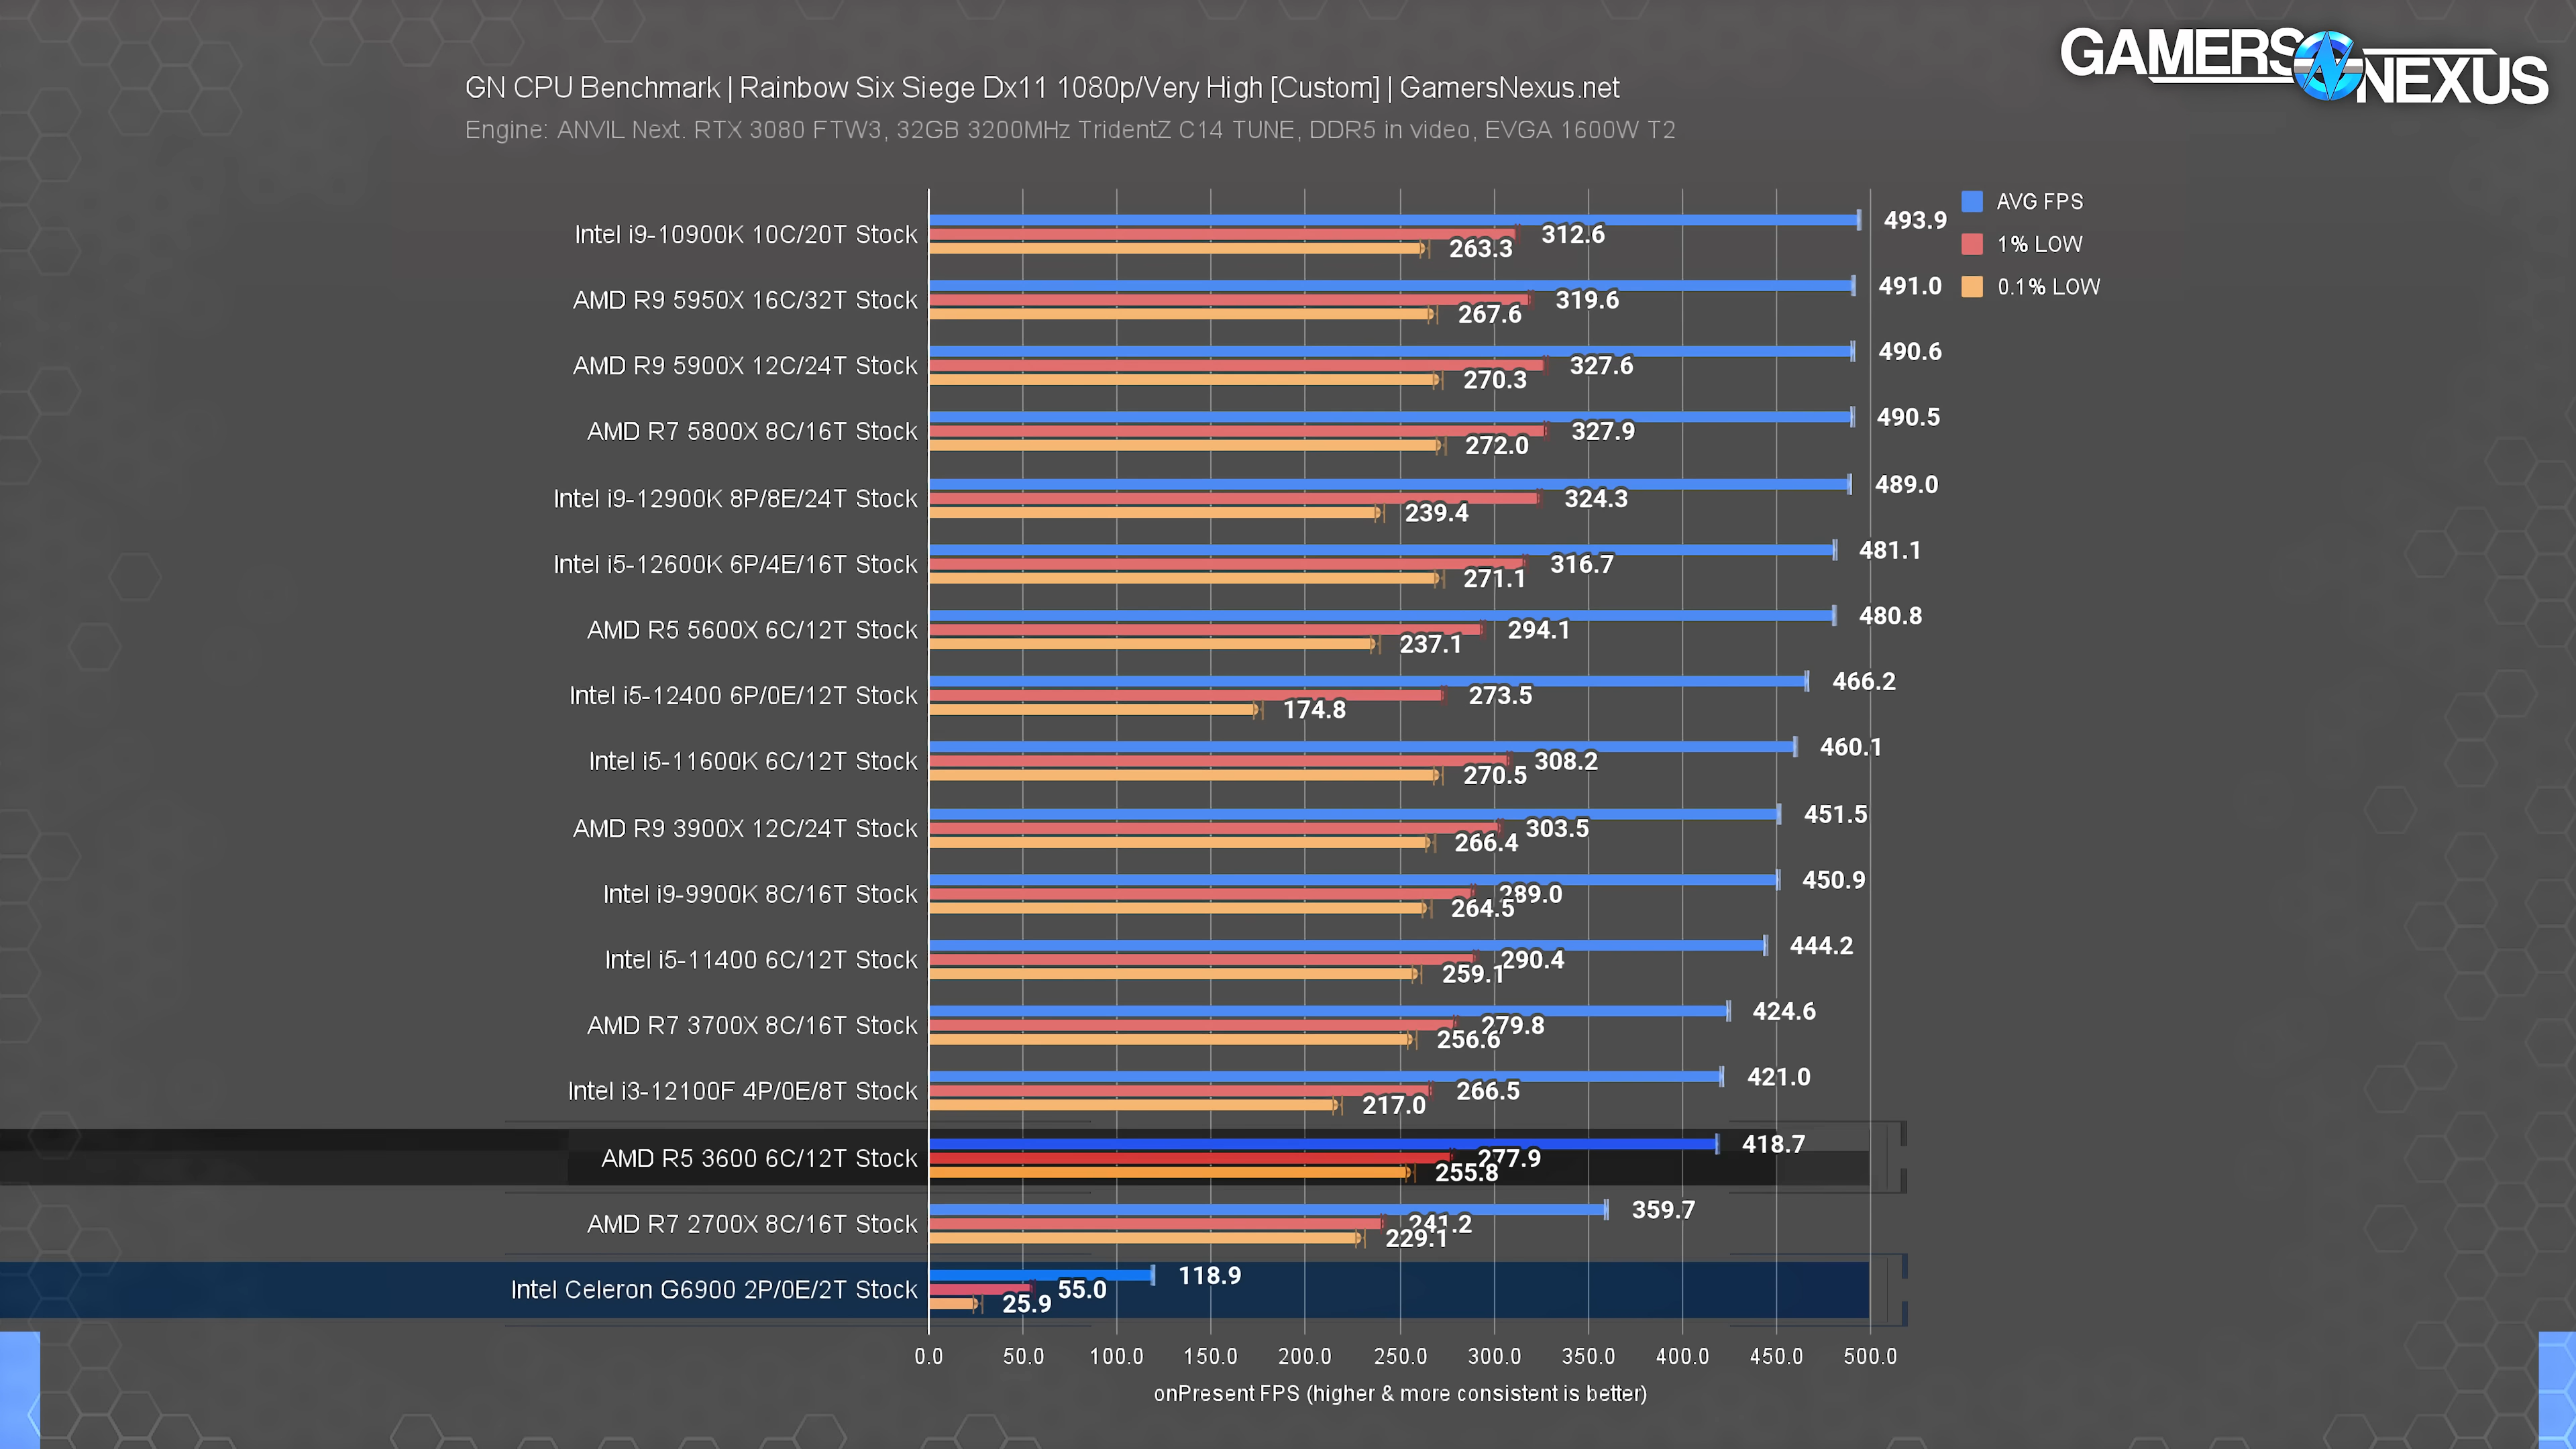 GAMERS NEXUS
GN CPU Benchmark | Rainbow Six Siege Dx11 1080p/Very High [Custom] | GamersNexus.net
Engine: ANVIL Next. RTX 3080 FTW3, 32GB 3200MHz TridentZ C14 TUNE, DDR5 in video, EVGA 1600W T2
AVG FPS
1% LOW
0.1% LOW
Intel i9-10900K 10C/20T Stock
493.9
312.6
263.3
AMD R9 5950X 16C/32T Stock
491.0
319.6
267.6
AMD R9 5900X 12C/24T Stock
490.6
327.6
270.3
AMD R7 5800X 8C/16T Stock
490.5
327.9
272.0
Intel i9-12900K 8P/8E/24T Stock
489.0
324.3
239.4
Intel i5-12600K 6P/4E/16T Stock
481.1
316.7
271.1
AMD R5 5600X 6C/12T Stock
480.8
294.1
237.1
Intel i5-12400 6P/0E/12T Stock
466.2
273.5
174.8
Intel i5-11600K 6C/12T Stock
460.1
308.2
270.5
AMD R9 3900X 12C/24T Stock
451.5
303.5
266.4
Intel i9-9900K 8C/16T Stock
450.9
289.0
264.5
Intel i5-11400 6C/12T Stock
444.2
290.4
259.1
AMD R7 3700X 8C/16T Stock
424.6
279.8
256.6
Intel i3-12100F 4P/0E/8T Stock
421.0
266.5
217.0
AMD R5 3600 6C/12T Stock
418.7
277.9
255.8
AMD R7 2700X 8C/16T Stock
359.7
241.2
229.1
Intel Celeron G6900 2P/0E/2T Stock
118.9
55.0
25.9
0.0 50.0 100.0 150.0 200.0 250.0 300.0 350.0 400.0 450.0 500.0
onPresent FPS (higher & more consistent is better)